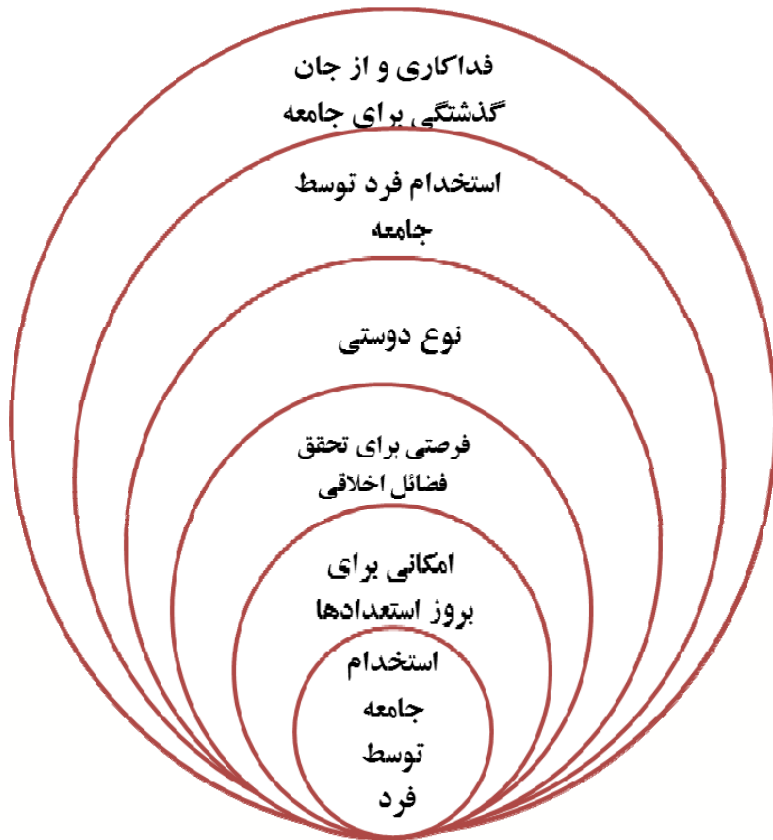 فداکاری و از جان
گذشتگی برای جامعه
استخدام فرد توسط
جامعه
نوع دوستی
فرصتی برای تحقق
فضائل اخلاقی
امکانی برای
بروز استعدادها
استخدام
جامعه
توسط
فرد